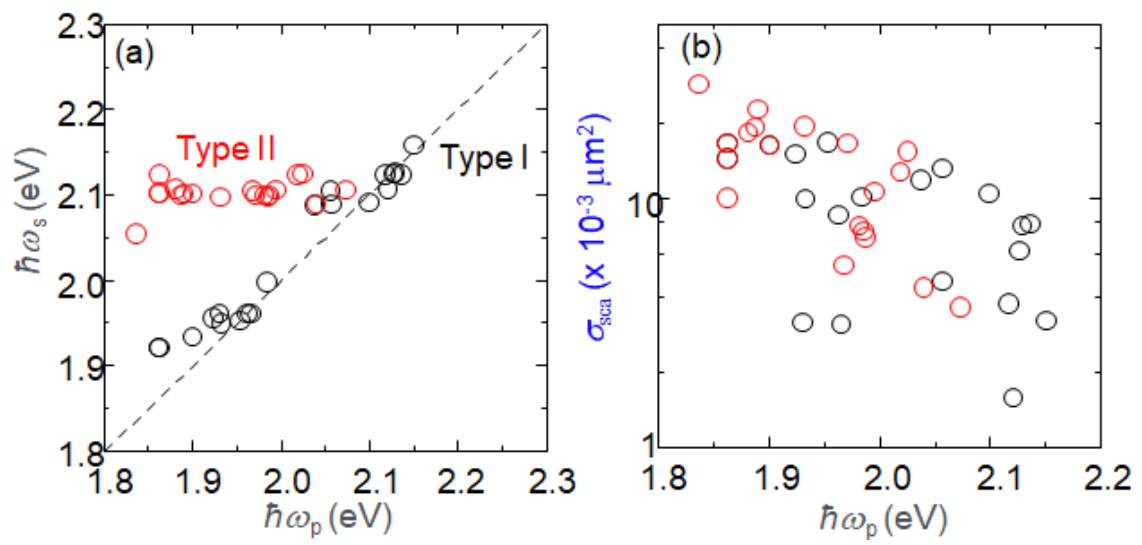 (a)
Type II
Type I
2.3
2.2
2.1
2.0
1.9
1.8
ħωs (eV)
1.8 1.9 2.0 2.1 2.2 2.3
ħωp (eV)
(b)
σsca (x 10-3 μm2)
10
1
1.8 1.9 2.0 2.1 2.2
ħωp (eV)